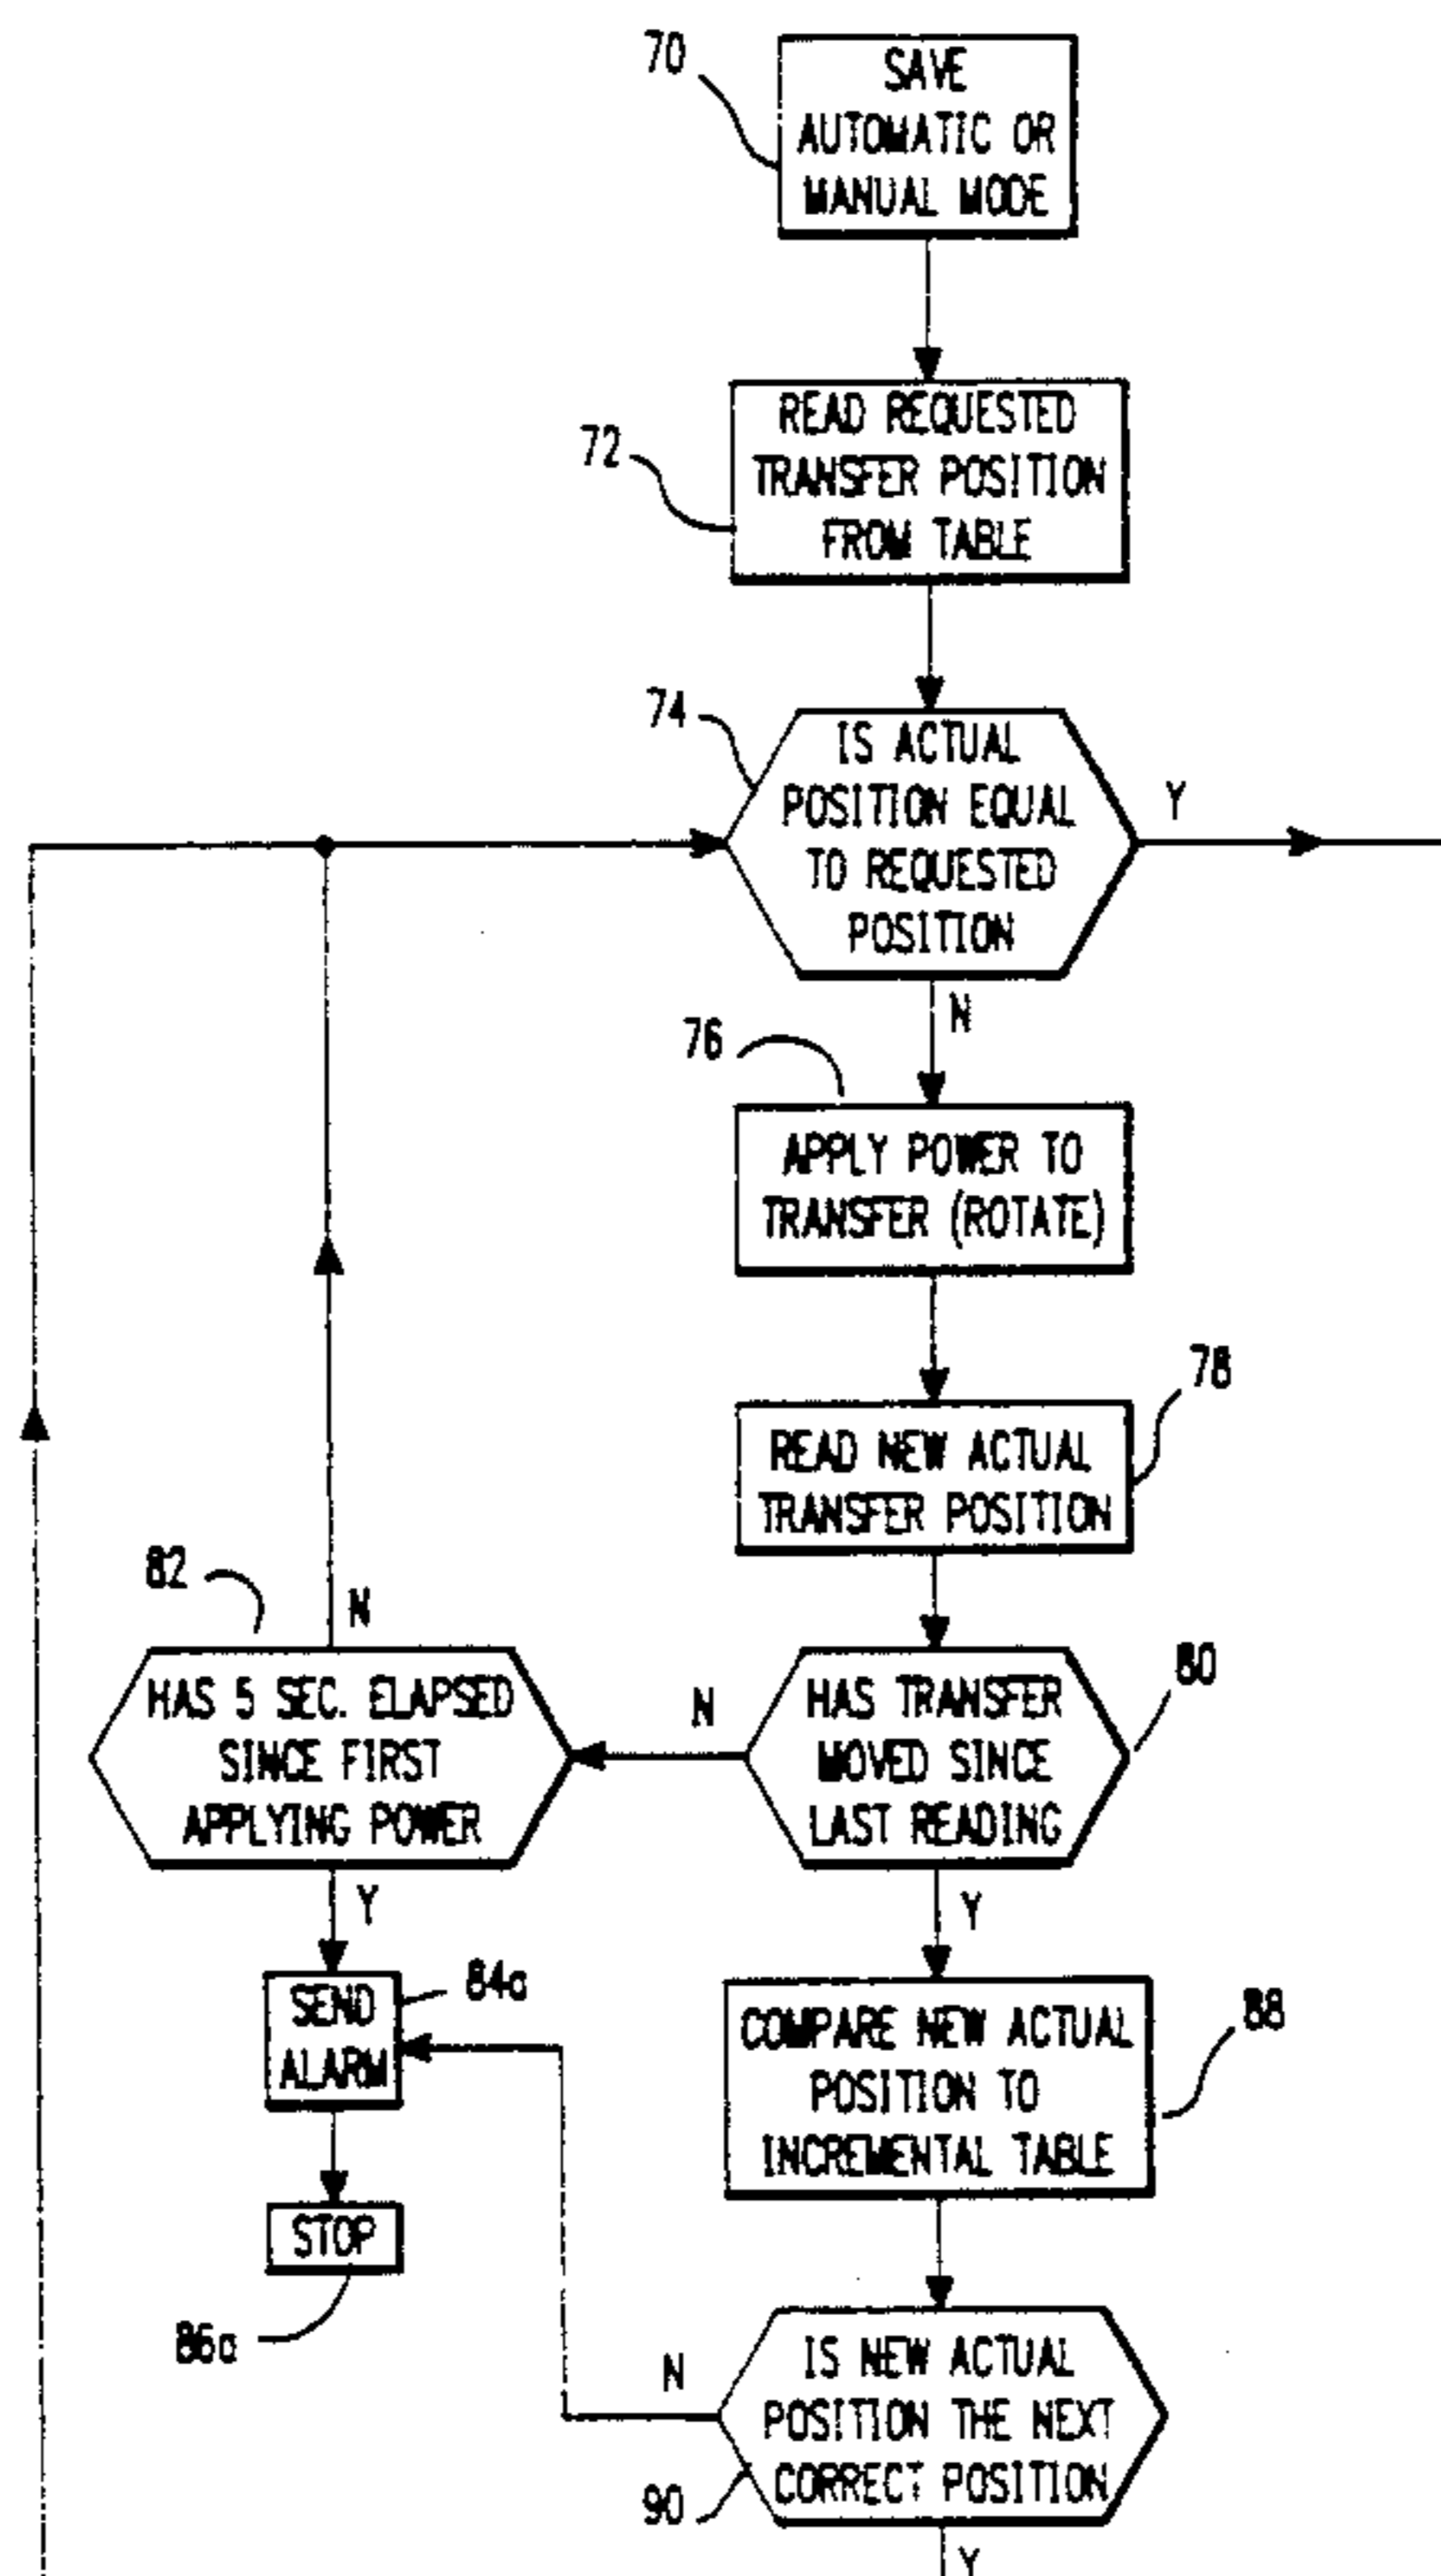 70
SAVE
AUTOMATIC OR
MANUAL MODE
72
READ REQUESTED
TRANSFER POSITION
FROM TABLE
74
IS ACTUAL
POSITION EQUAL
TO REQUESTED
POSITION
Y
N
76
APPLY POWER TO
TRANSFER (ROTATE)
78
READ NEW ACTUAL
TRANSFER POSITION
82
N
HAS 5 SEC. ELAPSED
SINCE FIRST
APPLYING POWER
N
HAS TRANSFER
MOVED SINCE
LAST READING
80
Y
Y
SEND
ALARM
84a
COMPARE NEW ACTUAL
POSITION TO
INCREMENTAL TABLE
88
STOP
86a
N
IS NEW ACTUAL
POSITION THE NEXT
CORRECT POSITION
90
Y